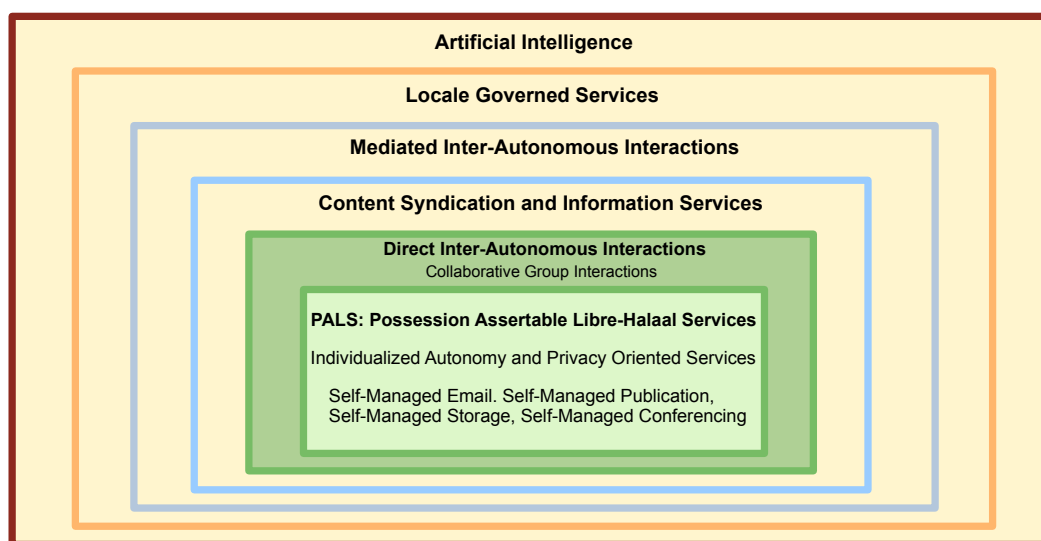 Artificial Intelligence
Locale Governed Services
Mediated Inter-Autonomous Interactions
Content Syndication and Information Services
Direct Inter-Autonomous Interactions
Collaborative Group Interactions
PALS: Possession Assertable Libre-Halaal Services
Individualized Autonomy and Privacy Oriented Services
Self-Managed Email. Self-Managed Publication,
Self-Managed Storage, Self-Managed Conferencing